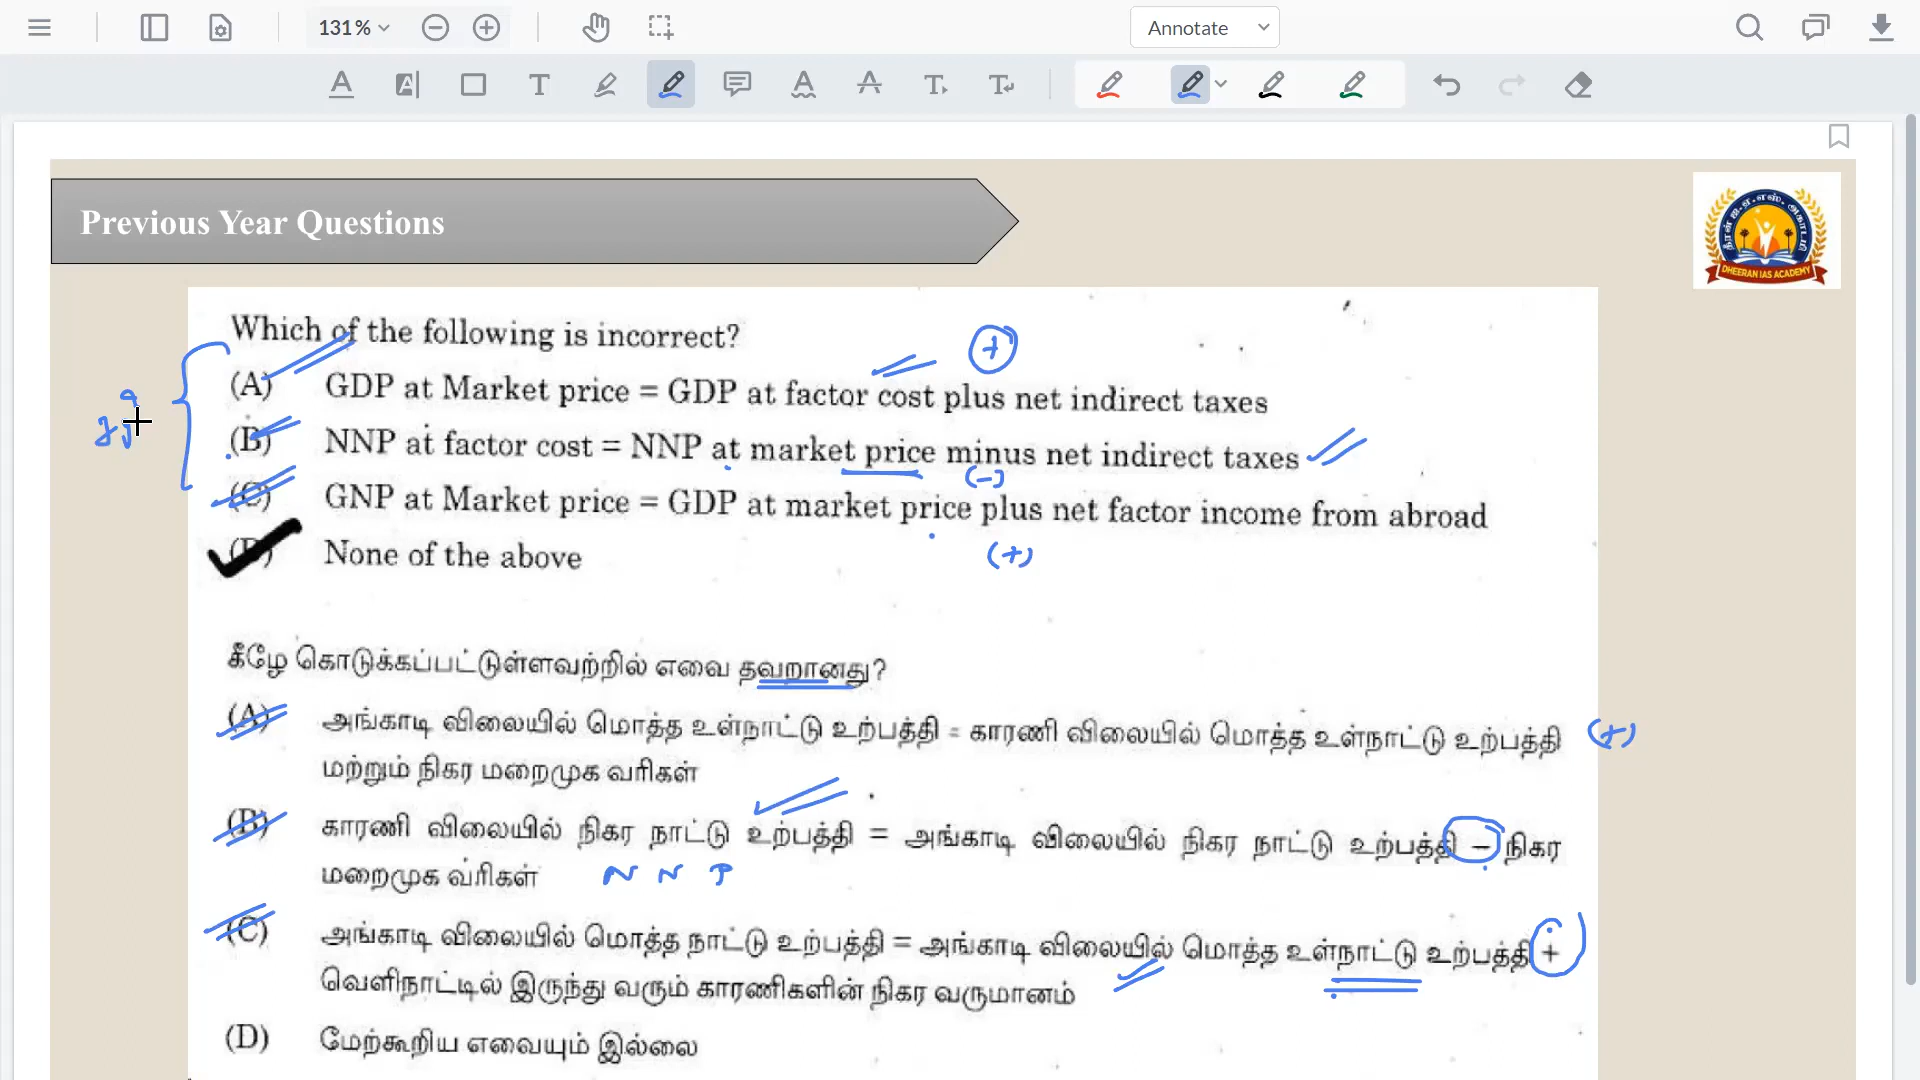 131%
Annotate
Previous Year Questions
DHEERAN IAS ACADEMY
Which of the following is incorrect?
(A) GDP at Market price = GDP at factor cost plus net indirect taxes
(B) NNP at factor cost = NNP at market price minus net indirect taxes
(C) GNP at Market price = GDP at market price plus net factor income from abroad
(D) None of the above
(+)
(-)
(+)
கீழே கொடுக்கப்பட்டுள்ளவற்றில் எவை தவறானது?
(A) அங்காடி விலையில் மொத்த உள்நாட்டு உற்பத்தி = காரணி விலையில் மொத்த உள்நாட்டு உற்பத்தி (+)
மற்றும் நிகர மறைமுக வரிகள்
(B) காரணி விலையில் நிகர நாட்டு உற்பத்தி = அங்காடி விலையில் நிகர நாட்டு உற்பத்தி – நிகர
மறைமுக வரிகள் N N P
(C) அங்காடி விலையில் மொத்த நாட்டு உற்பத்தி = அங்காடி விலையில் மொத்த உள்நாட்டு உற்பத்தி +
வெளிநாட்டில் இருந்து வரும் காரணிகளின் நிகர வருமானம்
(D) மேற்கூறிய எவையும் இல்லை